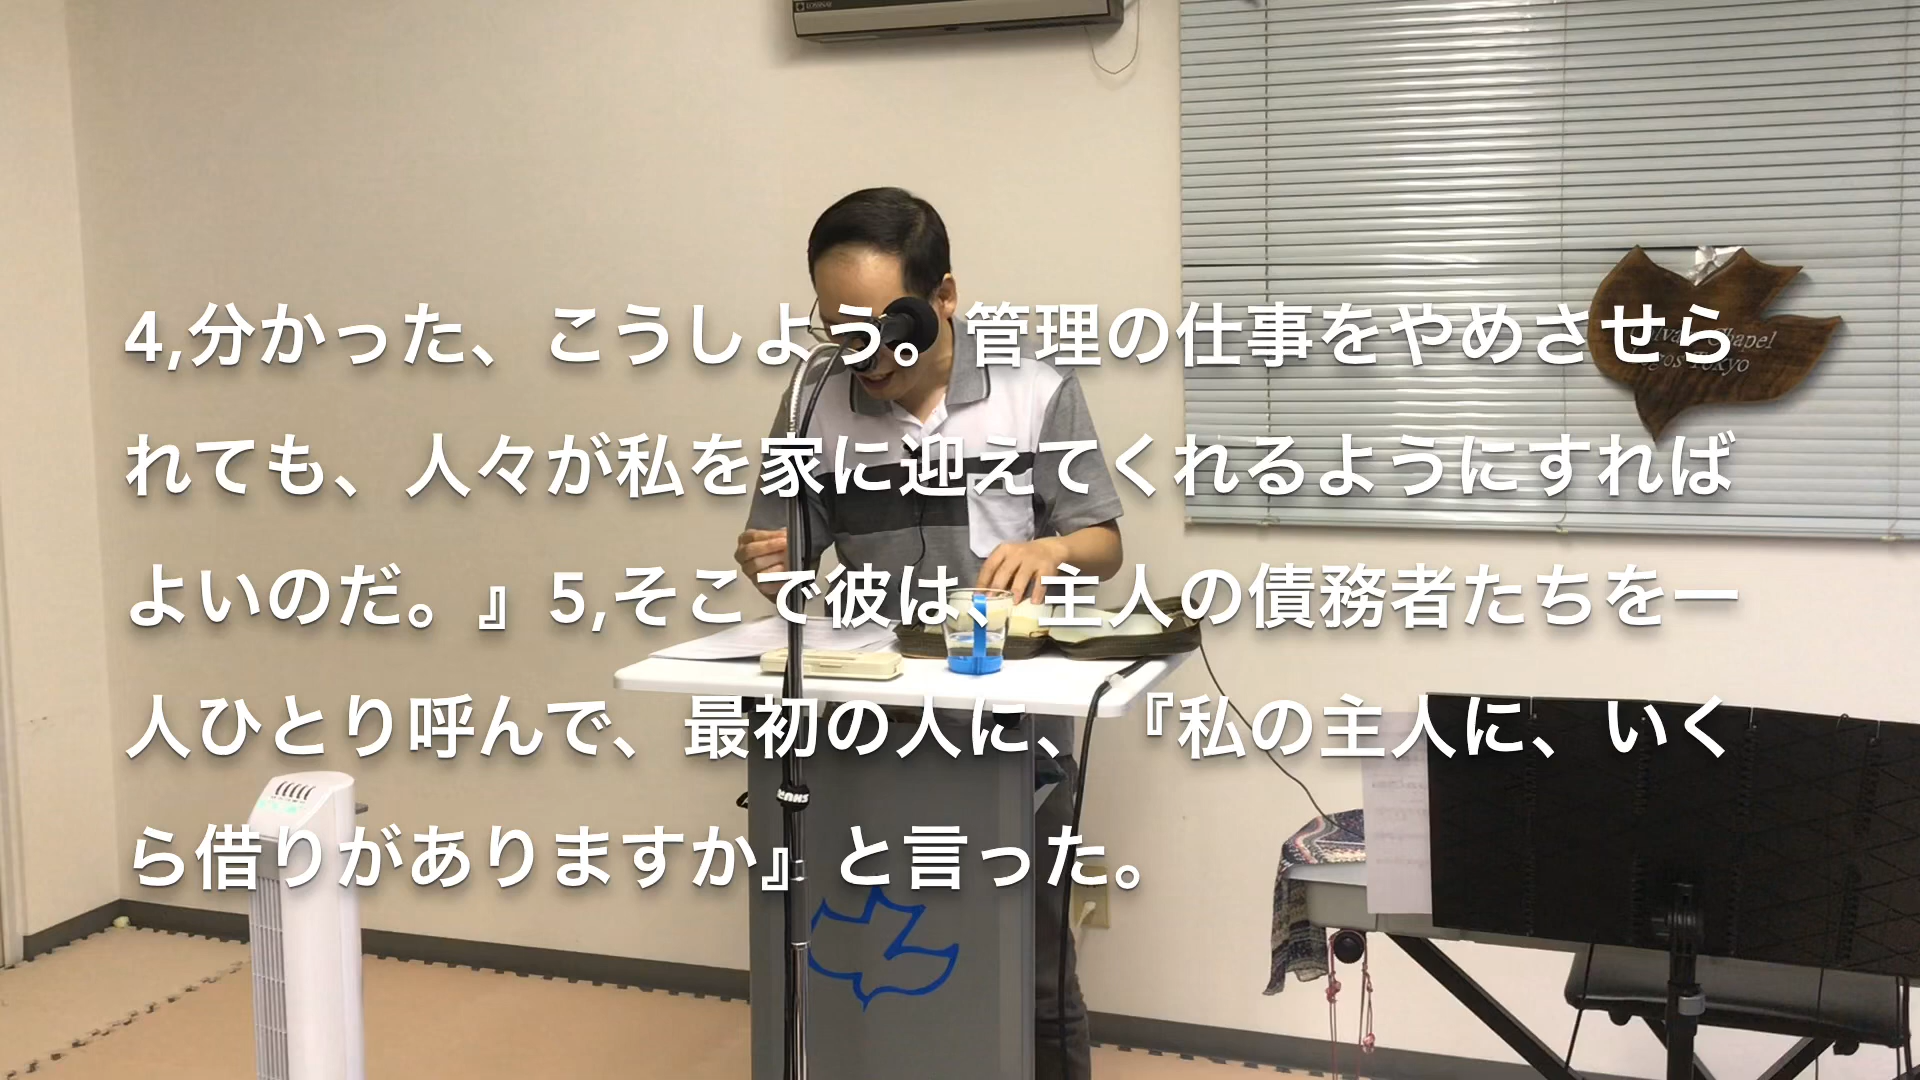 LOSSNAY
4,分かった、こうしよう。管理の仕事をやめさせら
れても、人々が私を家に迎えてくれるようにすれば
よいのだ。』5,そこで彼は、主人の債務者たちを一
人ひとり呼んで、最初の人に、『私の主人に、いく
ら借りがありますか』と言った。
Chapel
Tokyo